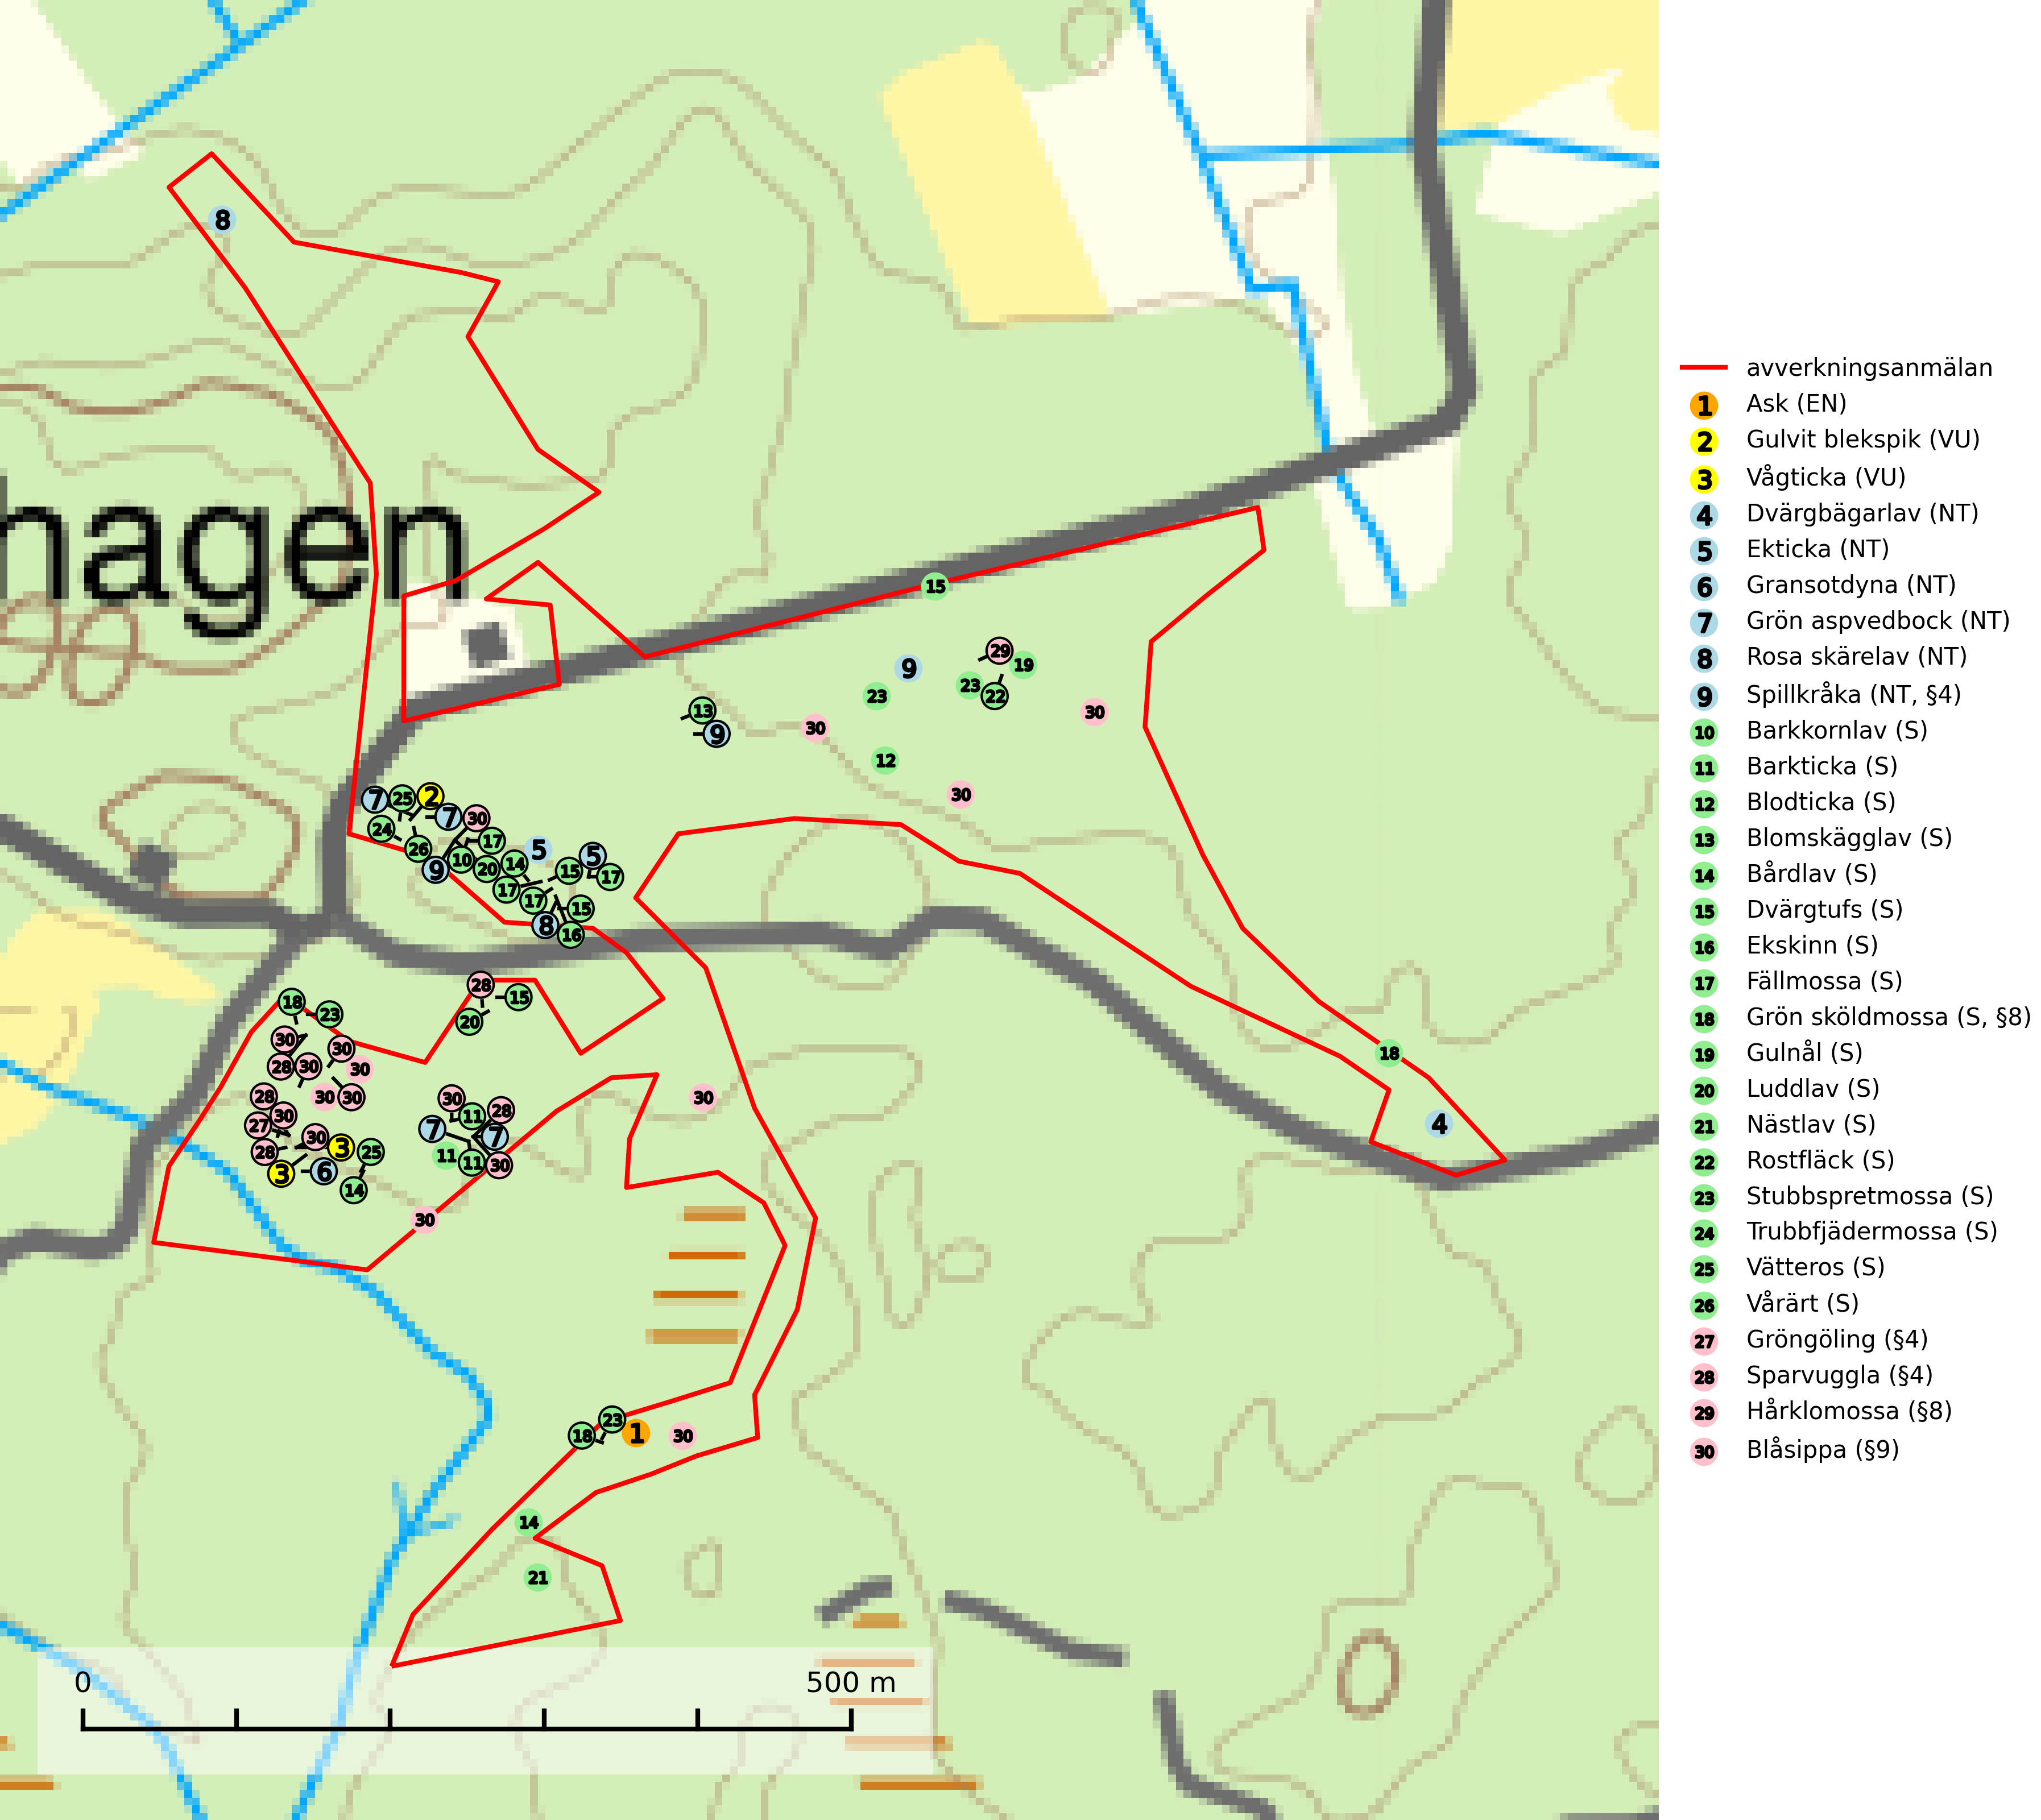 8
hagen
15
29
19
9
23
23
22
13
30
30
9
12
30
7
25
2
7
30
24
17
26
10
5
5
9
20
14
15
17
17
17
15
8
16
28
18
15
23
20
30
30
18
28
30
30
28
30
30
30
30
28
27
30
11
4
7
7
30
3
28
25
11
11
30
3
6
14
30
23
18
1
30
14
21
0
500 m
avverkningsanmälan
1 Ask (EN)
2 Gulvit blekspik (VU)
3 Vågticka (VU)
4 Dvärgbägarlav (NT)
5 Ekticka (NT)
6 Gransotdyna (NT)
7 Grön aspvedbock (NT)
8 Rosa skärelav (NT)
9 Spillkråka (NT, §4)
10 Barkkornlav (S)
11 Barkticka (S)
12 Blodticka (S)
13 Blomskägglav (S)
14 Bårdlav (S)
15 Dvärgtufs (S)
16 Ekskinn (S)
17 Fällmossa (S)
18 Grön sköldmossa (S, §8)
19 Gulnål (S)
20 Luddlav (S)
21 Nästlav (S)
22 Rostfläck (S)
23 Stubbspretmossa (S)
24 Trubbfjädermossa (S)
25 Vätteros (S)
26 Vårärt (S)
27 Gröngöling (§4)
28 Sparvuggla (§4)
29 Hårklomossa (§8)
30 Blåsippa (§9)